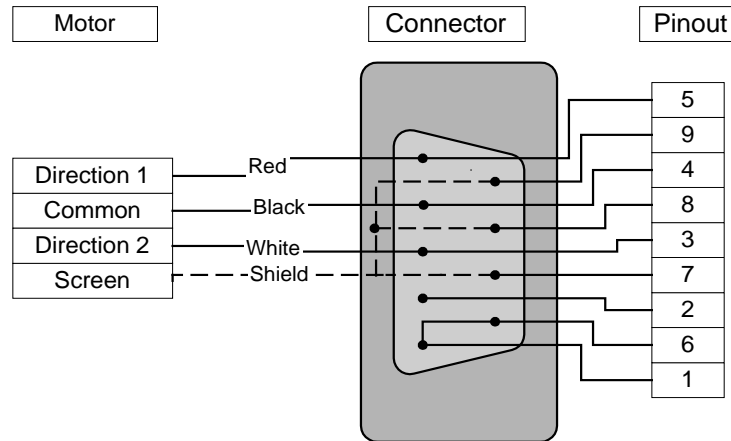 Motor
Connector
Pinout
Direction 1
Common
Direction 2
Screen
Red
Black
White
Shield
5
9
4
8
3
7
2
6
1